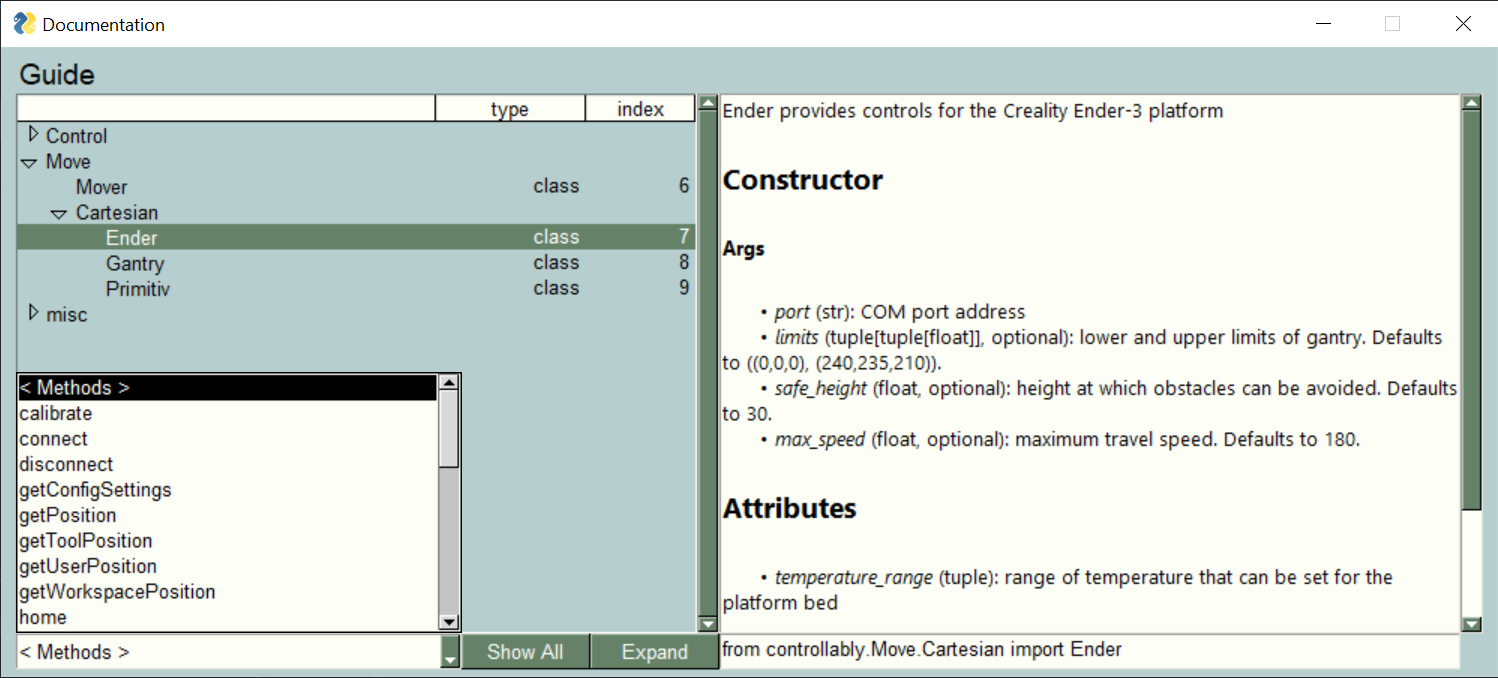 Documentation
Guide
type index
Control
Move
Mover class 6
Cartesian
Ender class 7
Gantry class 8
Primitiv class 9
misc
< Methods >
calibrate
connect
disconnect
getConfigSettings
getPosition
getToolPosition
getUserPosition
getWorkspacePosition
home
< Methods >
Show All
Expand
Ender provides controls for the Creality Ender-3 platform
Constructor
Args
• port (str): COM port address
• limits (tuple[tuple[float]], optional): lower and upper limits of gantry. Defaults
to ((0,0,0), (240,235,210)).
• safe_height (float, optional): height at which obstacles can be avoided. Defaults
to 30.
• max_speed (float, optional): maximum travel speed. Defaults to 180.
Attributes
• temperature_range (tuple): range of temperature that can be set for the
platform bed
from controllably.Move.Cartesian import Ender